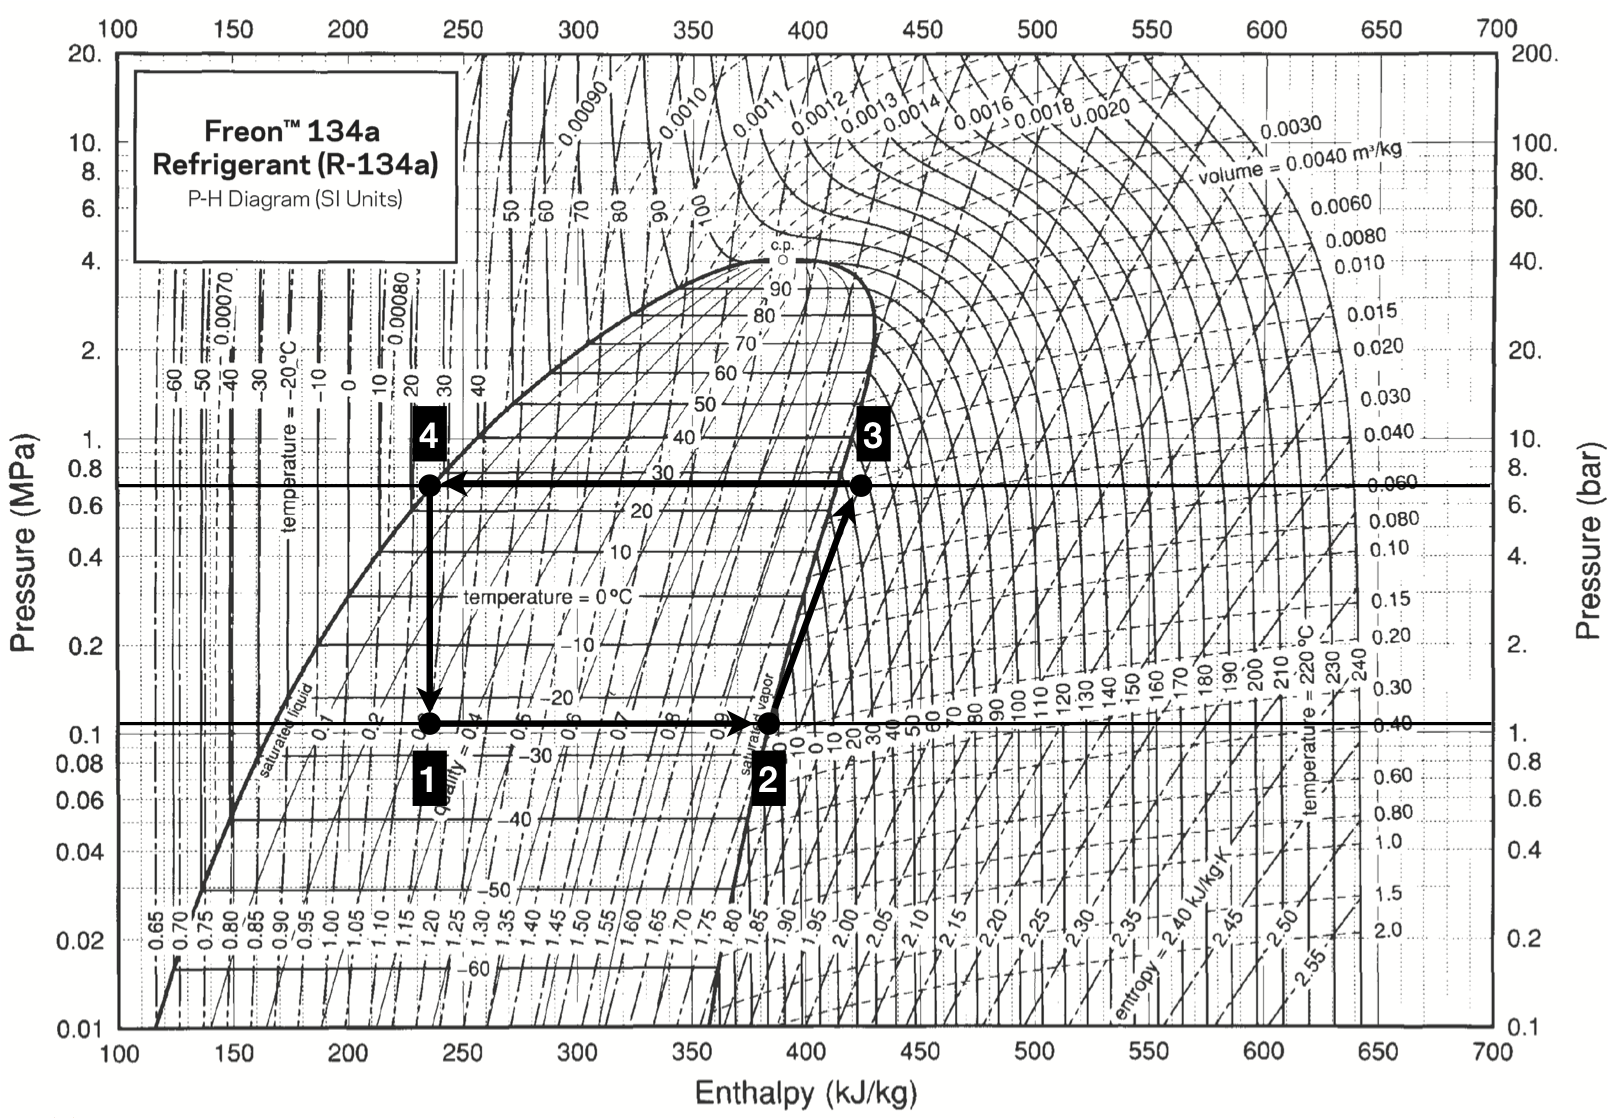 100 150 200 250 300 350 400 450 500 550 600 650 700
20. 200.
Freon™ 134a
Refrigerant (R-134a)
P-H Diagram (SI Units)
0.00090 0.0010 0.0011 0.0012 0.0013 0.0014 0.0016 0.0018 0.0020
0.0030
volume = 0.0040 m³/kg
10. 100.
8. 80.
6. 60.
50 60 70 80 90 100
0.0060
0.0080
0.010
c.p.
4. 40.
90
80
70
60
50
40
30
20
10
temperature = 0°C
−10
−20
−30
−40
−50
−60
0.00070 0.00080
0.015
2. 20.
0.020
−60 −50 −40 −30 temperature = −20°C −10 0 10 20 30 40
0.030
0.040
4 3
1. 10.
0.8 8.
0.060
0.6 6.
0.080
0.10
0.4 4.
0.15
0.20
0.2 2.
0.30
0.40
saturated liquid
0.1 0.2 quality = 0.4 0.5 0.6 0.7 0.8 0.9
saturated vapor
−10 0 10 20 30 40 50 60 70 80 90 100 110 120 130 140 150 160 170 180 190 200 210 temperature = 220°C 230 240
0.1 1.
1 2
0.08 0.8
0.60
0.06 0.6
0.80
1.0
0.04 0.4
1.5
2.0
0.65 0.70 0.75 0.80 0.85 0.90 0.95 1.00 1.05 1.10 1.15 1.20 1.25 1.30 1.35 1.40 1.45 1.50 1.55 1.60 1.65 1.70 1.75 1.80 1.85 1.90 1.95 2.00 2.05 2.10 2.15 2.20 2.25 2.30 2.35 entropy = 2.40 kJ/kg·K 2.45 2.50 2.55
0.02 0.2
0.01 0.1
100 150 200 250 300 350 400 450 500 550 600 650 700
Pressure (MPa)
Pressure (bar)
Enthalpy (kJ/kg)